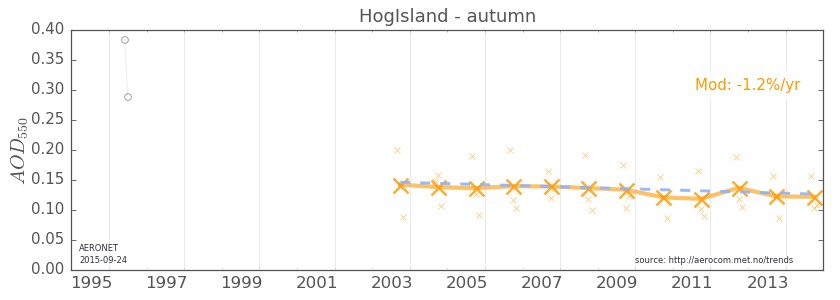 HogIsland - autumn
0.40
0.35
0.30
0.25
0.20
0.15
0.10
0.05
0.00
AOD550
Mod: -1.2%/yr
AERONET
2015-09-24
source: http://aerocom.met.no/trends
1995 1997 1999 2001 2003 2005 2007 2009 2011 2013